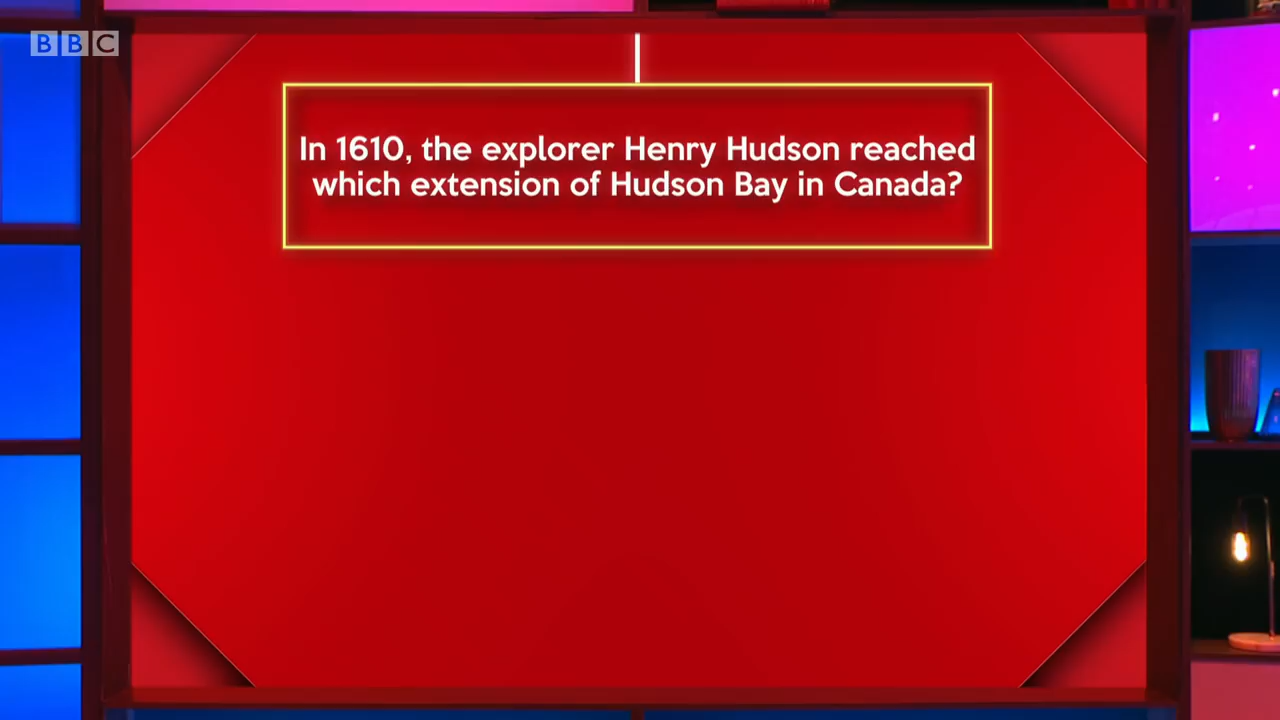 BBC
In 1610, the explorer Henry Hudson reached
which extension of Hudson Bay in Canada?